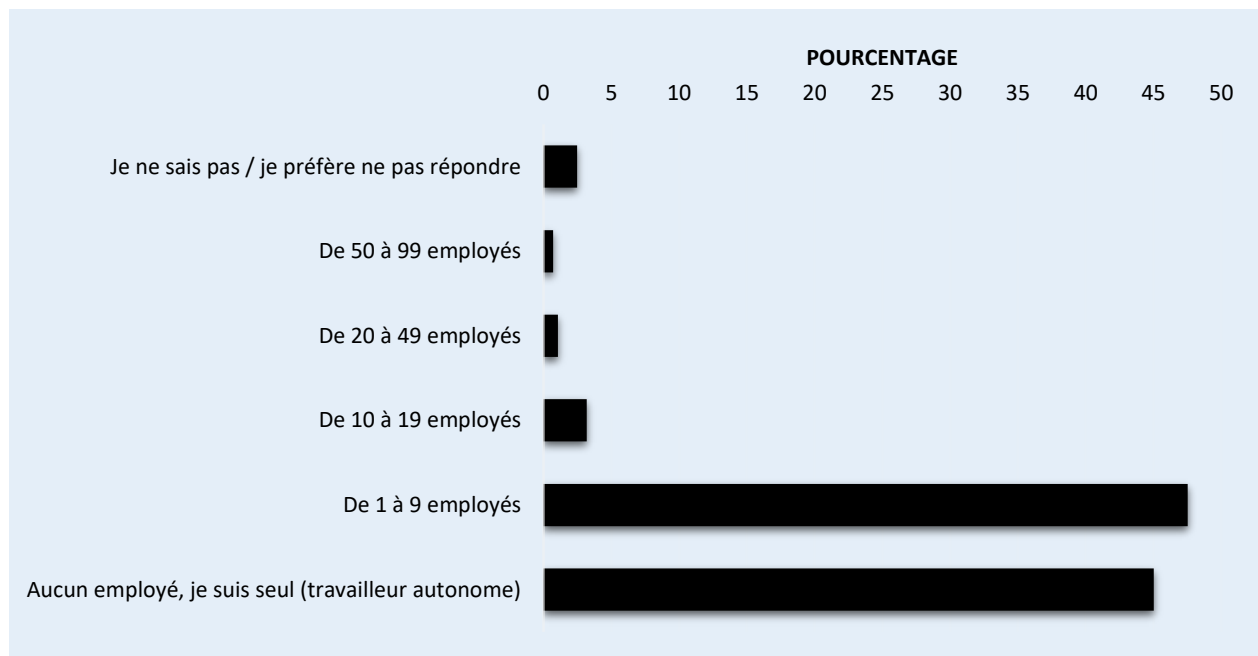 POURCENTAGE
0 5 10 15 20 25 30 35 40 45 50
Je ne sais pas / je préfère ne pas répondre
De 50 à 99 employés
De 20 à 49 employés
De 10 à 19 employés
De 1 à 9 employés
Aucun employé, je suis seul (travailleur autonome)